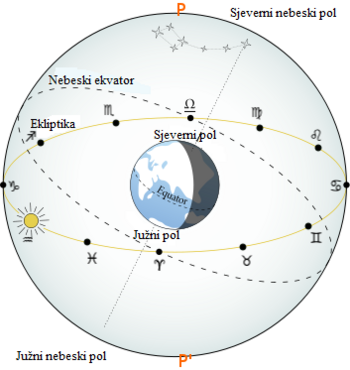 P
Sjeverni nebeski pol
Nebeski ekvator
Ekliptika
♏
♎
♍
♐
Sjeverni pol
♌
♑
♋
Equator
♒
Južni pol
♊
♓
♈
♉
Južni nebeski pol
P'